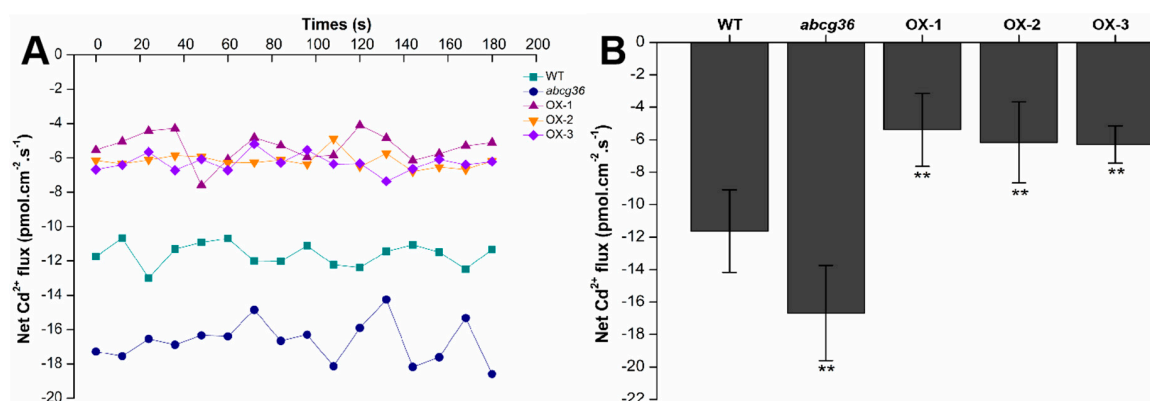 A
Times (s)
0 20 40 60 80 100 120 140 160 180 200
0
-2
-4
-6
-8
-10
-12
-14
-16
-18
-20
Net Cd²⁺ flux (pmol.cm⁻².s⁻¹)
WT
abcg36
OX-1
OX-2
OX-3
B
WT abcg36 OX-1 OX-2 OX-3
0
-2
-4
-6
-8
-10
-12
-14
-16
-18
-20
-22
Net Cd²⁺ flux (pmol.cm⁻².s⁻¹)
**
**
**
**